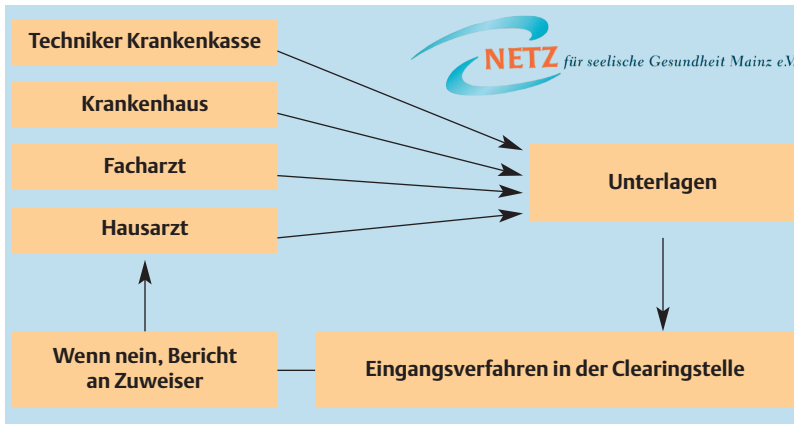 Techniker Krankenkasse
NETZ für seelische Gesundheit Mainz e.V.
Krankenhaus
Facharzt
Unterlagen
Hausarzt
Wenn nein, Bericht
an Zuweiser
Eingangsverfahren in der Clearingstelle